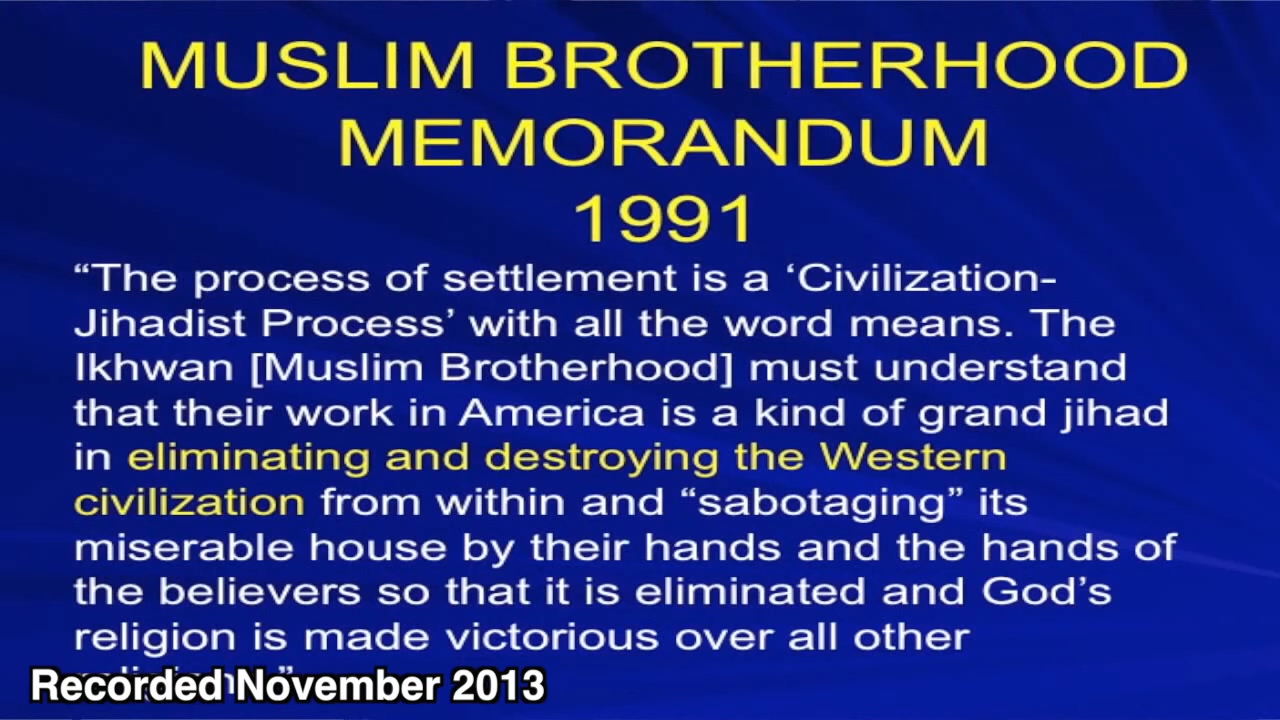 MUSLIM BROTHERHOOD
MEMORANDUM
1991
“The process of settlement is a ‘Civilization-
Jihadist Process’ with all the word means. The
Ikhwan [Muslim Brotherhood] must understand
that their work in America is a kind of grand jihad
in eliminating and destroying the Western
civilization from within and “sabotaging” its
miserable house by their hands and the hands of
the believers so that it is eliminated and God’s
religion is made victorious over all other
Recorded November 2013